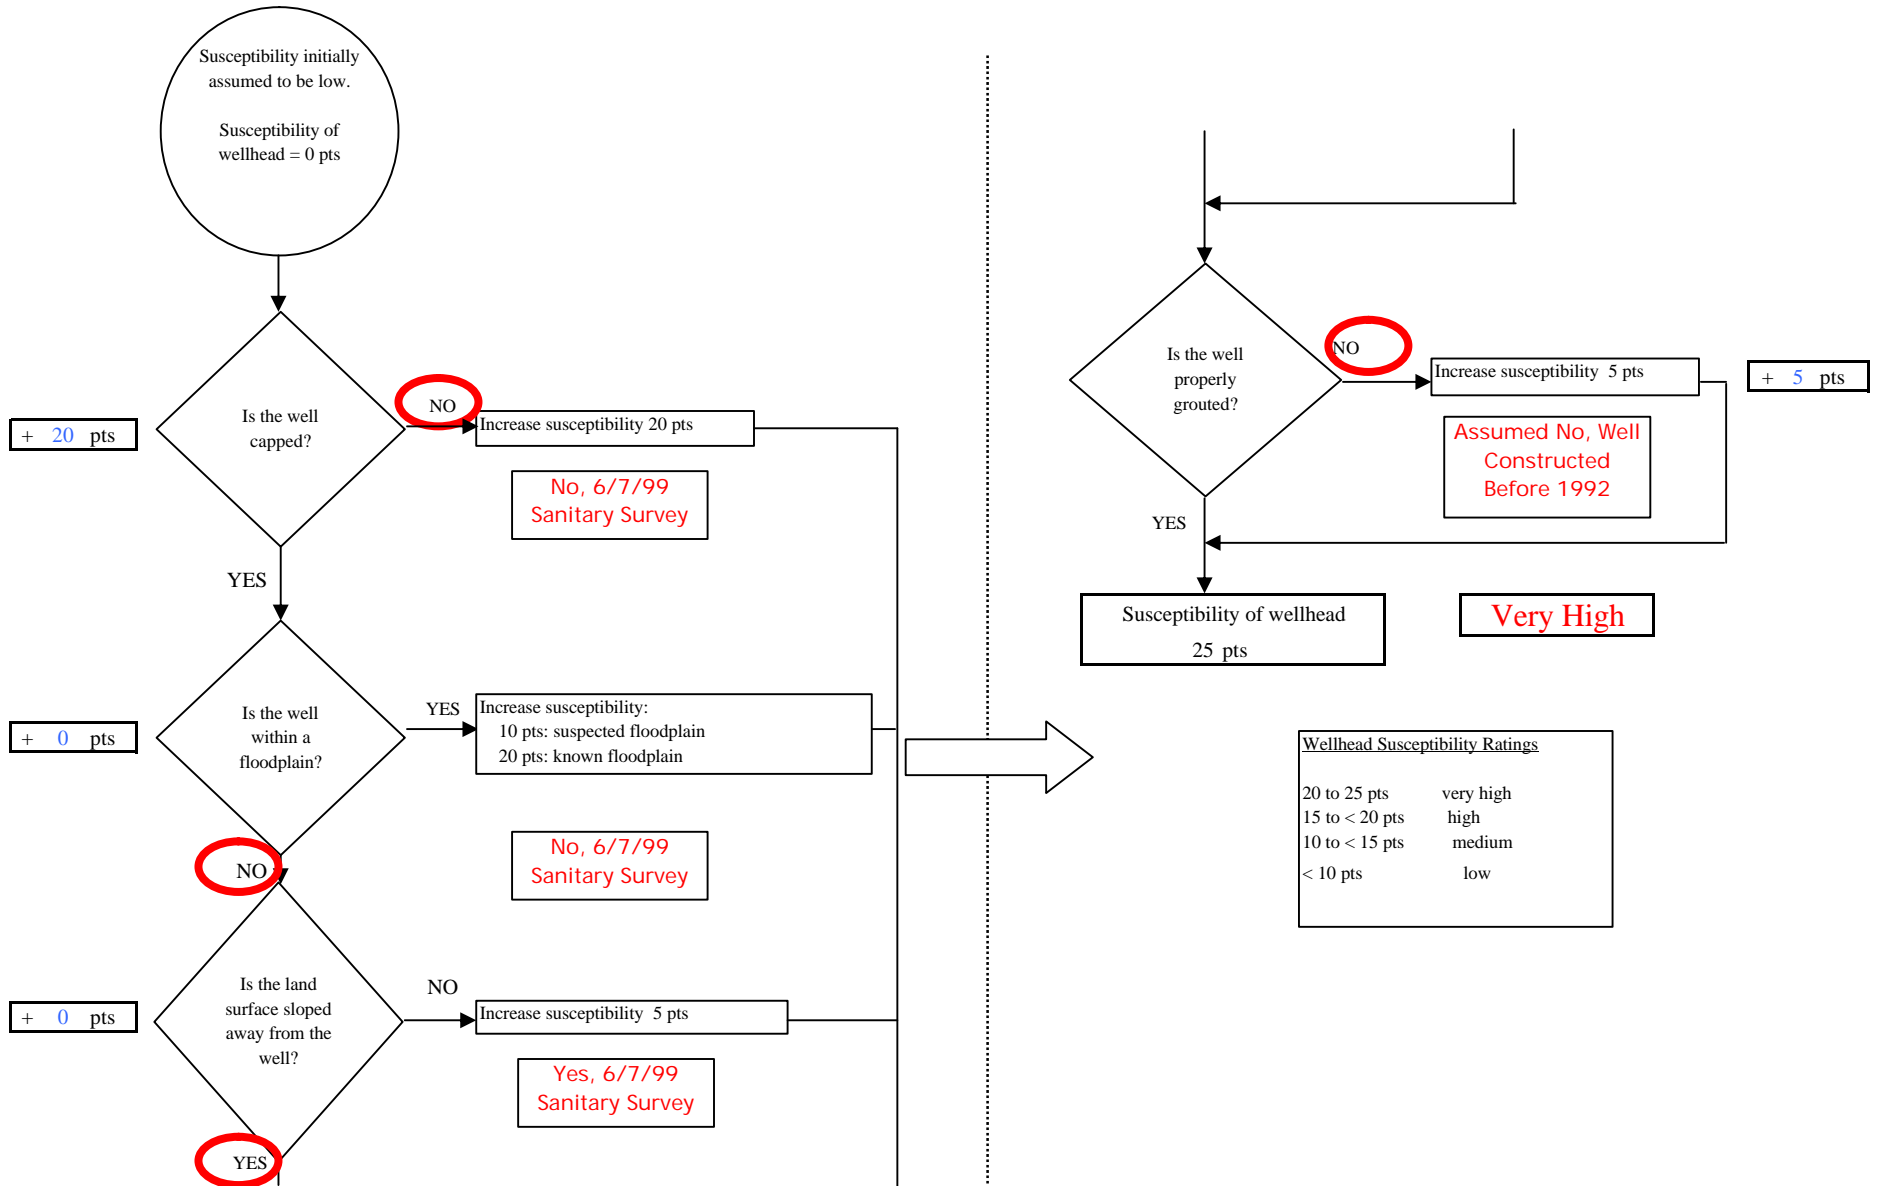 Susceptibility initially
assumed to be low.
Susceptibility of
wellhead = 0 pts
+ 20 pts
Is the well
capped?
NO
Increase susceptibility 20 pts
No, 6/7/99
Sanitary Survey
YES
+ 0 pts
Is the well
within a
floodplain?
YES
Increase susceptibility:
10 pts: suspected floodplain
20 pts: known floodplain
No, 6/7/99
Sanitary Survey
NO
+ 0 pts
Is the land
surface sloped
away from the
well?
NO
Increase susceptibility 5 pts
Yes, 6/7/99
Sanitary Survey
YES
Is the well
properly
grouted?
NO
Increase susceptibility 5 pts
+ 5 pts
Assumed No, Well
Constructed
Before 1992
YES
Susceptibility of wellhead
25 pts
Very High
Wellhead Susceptibility Ratings
20 to 25 pts very high
15 to < 20 pts high
10 to < 15 pts medium
< 10 pts low